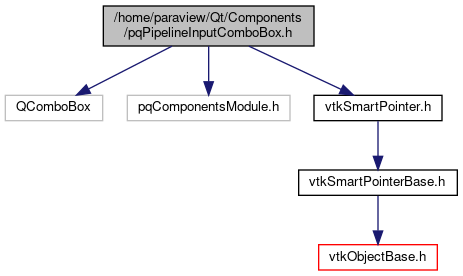 /home/paraview/Qt/Components
/pqPipelineInputComboBox.h
QComboBox
pqComponentsModule.h
vtkSmartPointer.h
vtkSmartPointerBase.h
vtkObjectBase.h